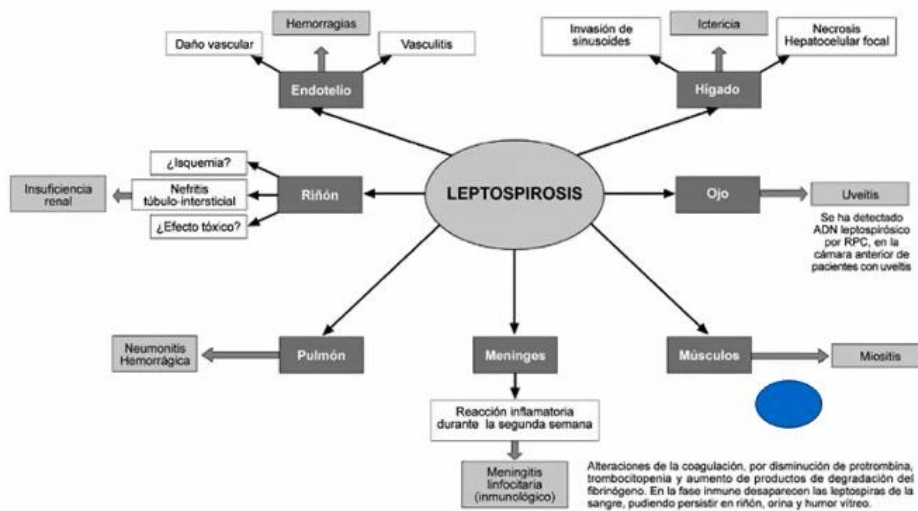 Hemorragias
Daño vascular
Vasculitis
Endotelio
Ictericia
Invasión de
sinusoides
Necrosis
Hepatocelular focal
Hígado
LEPTOSPIROSIS
¿Isquemia?
Insuficiencia
renal
Nefritis
túbulo-intersticial
Riñón
¿Efecto tóxico?
Ojo
Uveitis
Se ha detectado
ADN leptospirósico
por RPC, en la
cámara anterior de
pacientes con uveitis
Neumonitis
Hemorrágica
Pulmón
Meninges
Músculos
Miositis
Reacción inflamatoria
durante la segunda semana
Meningitis
linfocitaria
(inmunológico)
Alteraciones de la coagulación, por disminución de protrombina,
trombocitopenia y aumento de productos de degradación del
fibrinógeno. En la fase inmune desaparecen las leptospiras de la
sangre, pudiendo persistir en riñón, orina y humor vítreo.